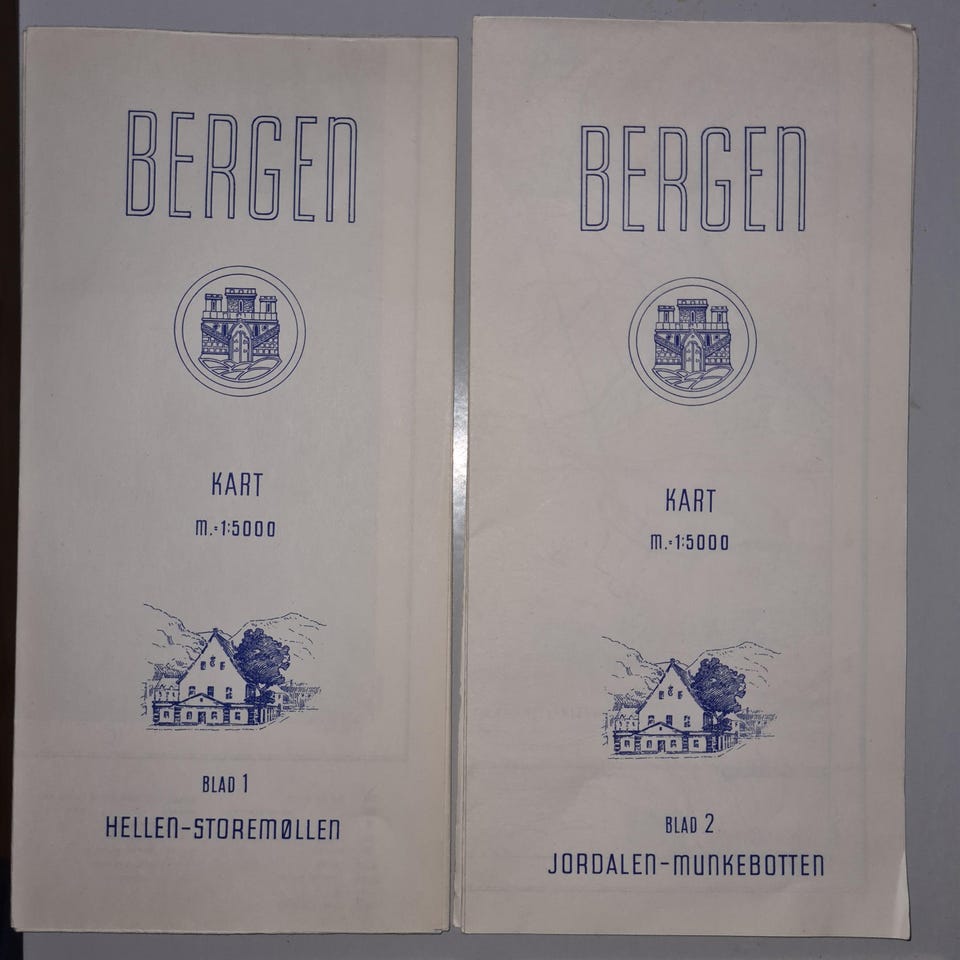 BERGEN
KART
M.=1:5000
BLAD 1
HELLEN-STOREMØLLEN
BERGEN
KART
M.=1:5000
BLAD 2
JORDALEN-MUNKEBOTTEN